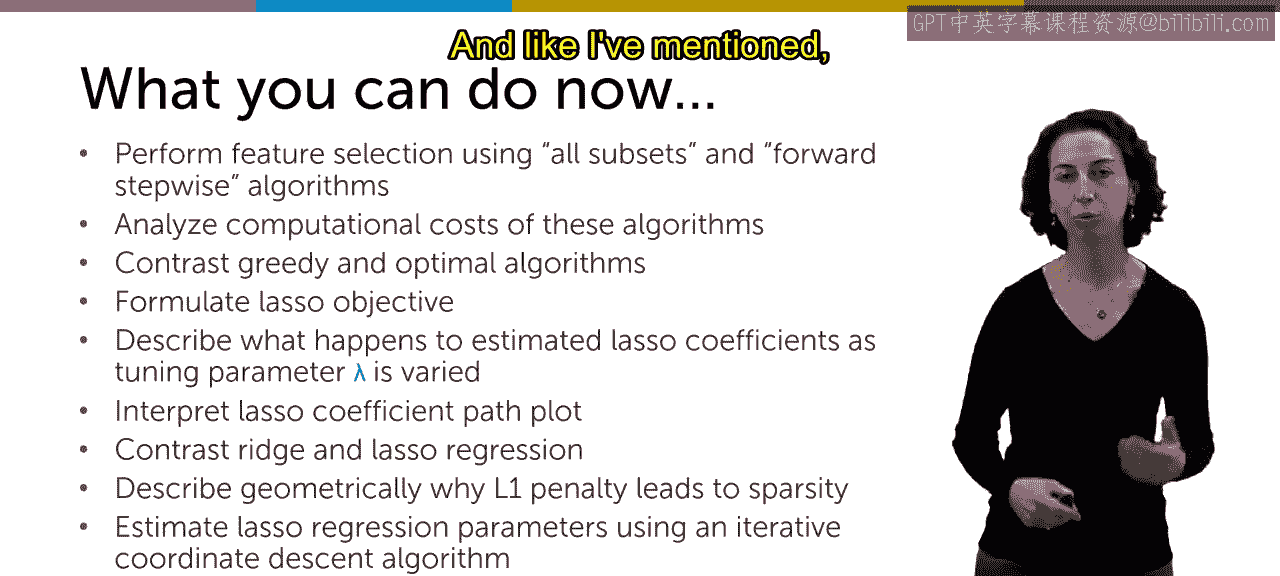 GPT中英字幕课程资源@bilibili.com
And like I've mentioned,
What you can do now...
• Perform feature selection using “all subsets” and “forward
stepwise” algorithms
• Analyze computational costs of these algorithms
• Contrast greedy and optimal algorithms
• Formulate lasso objective
• Describe what happens to estimated lasso coefficients as
tuning parameter λ is varied
• Interpret lasso coefficient path plot
• Contrast ridge and lasso regression
• Describe geometrically why L1 penalty leads to sparsity
• Estimate lasso regression parameters using an iterative
coordinate descent algorithm